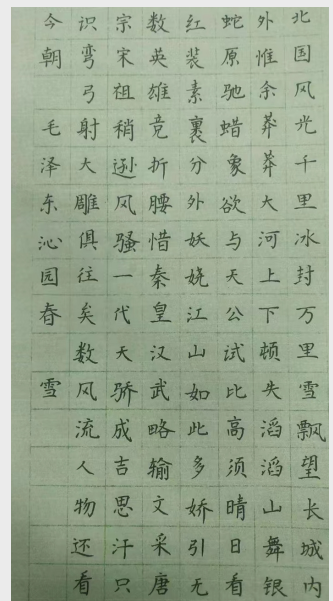 北国风光千里冰封万里雪飘望长城内
外惟余莽莽大河上下顿失滔滔山舞银
蛇原驰蜡象欲与天公试比高须晴日看
红装素裹分外妖娆江山如此多娇引无
数英雄竞折腰惜秦皇汉武略输文采唐
宗宋祖稍逊风骚一代天骄成吉思汗只
识弯弓射大雕俱往矣数风流人物还看
今朝 毛泽东沁园春 雪